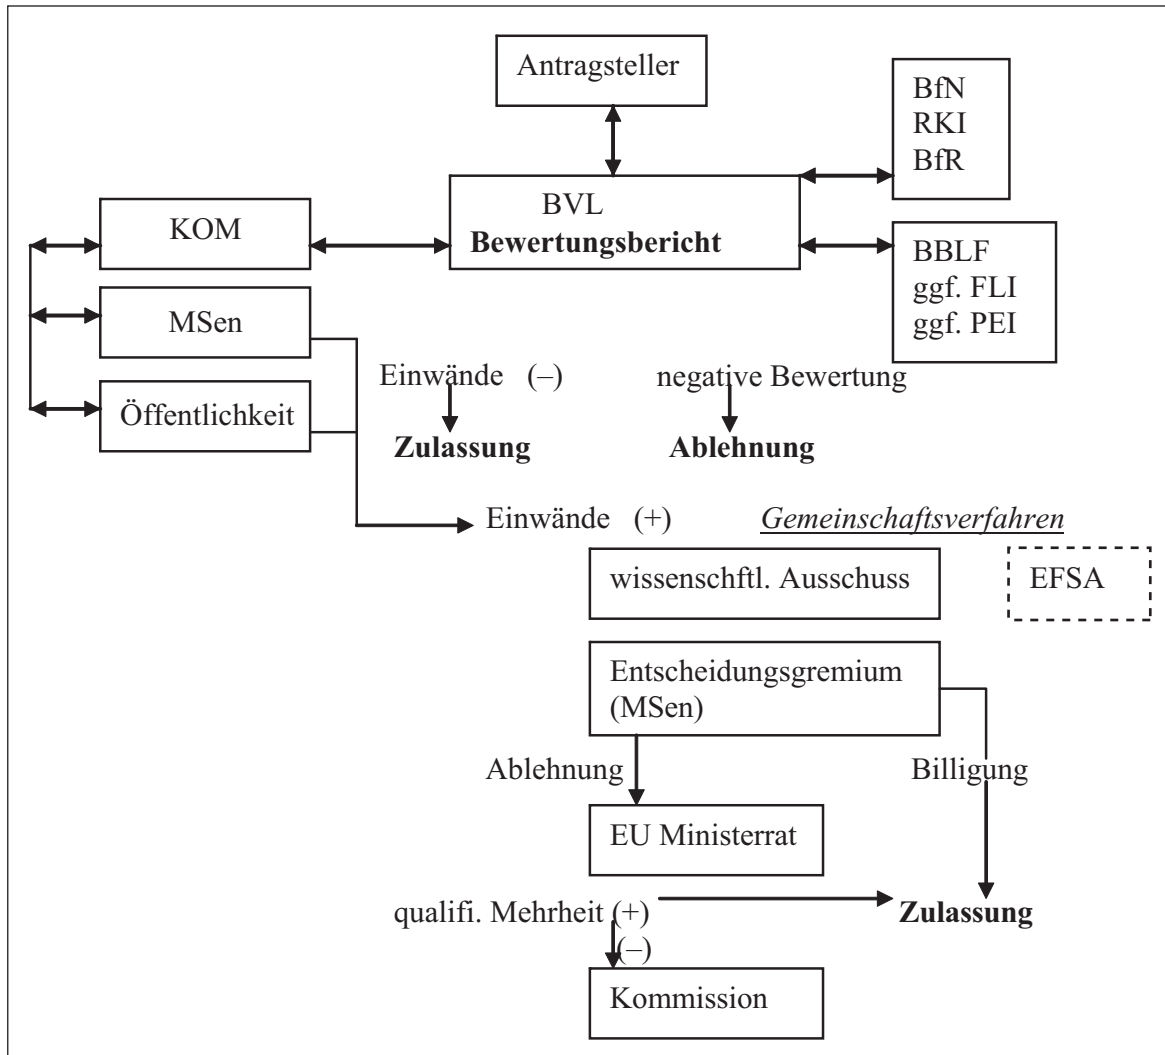 Antragsteller
BfN
RKI
BfR
BVL
Bewertungsbericht
KOM
BBLF
ggf. FLI
ggf. PEI
MSen
Öffentlichkeit
Einwände (–)
negative Bewertung
Zulassung
Ablehnung
Einwände (+)
Gemeinschaftsverfahren
wissenschftl. Ausschuss
EFSA
Entscheidungsgremium
(MSen)
Ablehnung
Billigung
EU Ministerrat
qualifi. Mehrheit (+)
Zulassung
(–)
Kommission